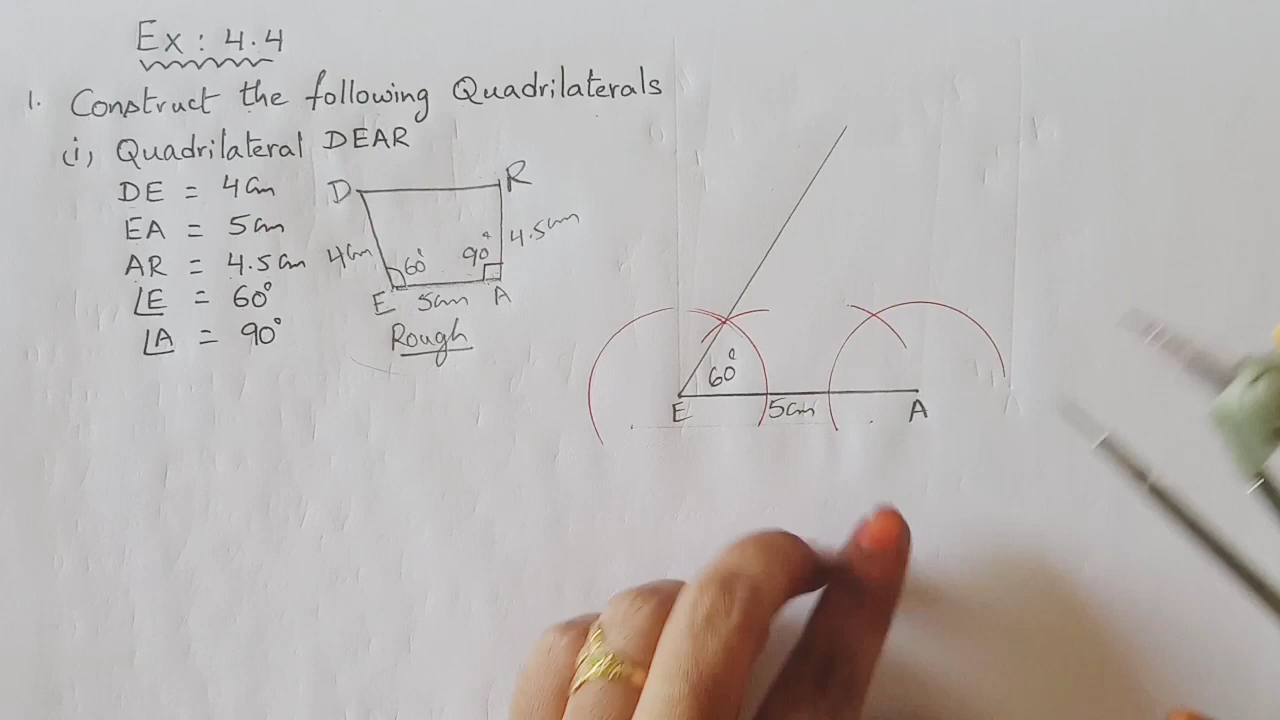 Ex : 4.4
1. Construct the following Quadrilaterals
(i) Quadrilateral DEAR
DE = 4cm
EA = 5cm
AR = 4.5cm
∠E = 60°
∠A = 90°
D R
4cm 60° 90° 4.5cm
E 5cm A
Rough
60°
E 5cm A